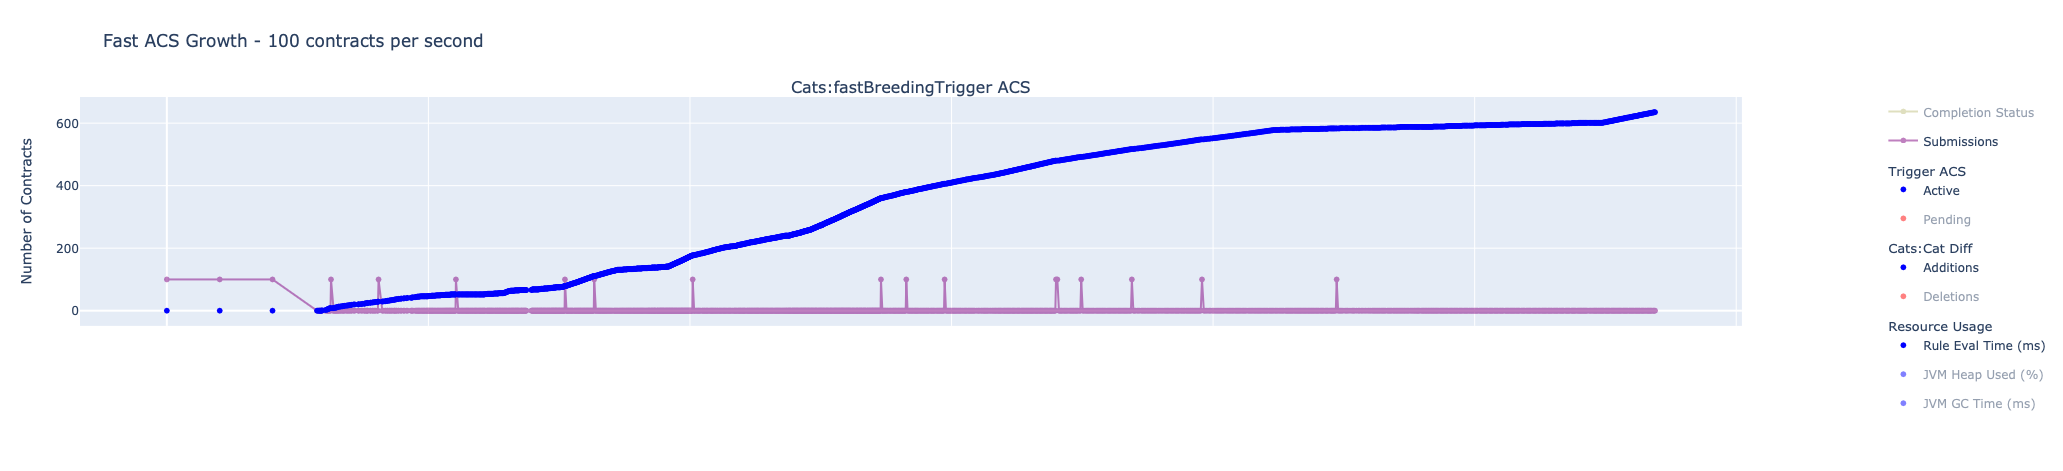 Fast ACS Growth - 100 contracts per second
Cats:fastBreedingTrigger ACS
Number of Contracts
600
400
200
0
Completion Status
Submissions
Trigger ACS
Active
Pending
Cats:Cat Diff
Additions
Deletions
Resource Usage
Rule Eval Time (ms)
JVM Heap Used (%)
JVM GC Time (ms)